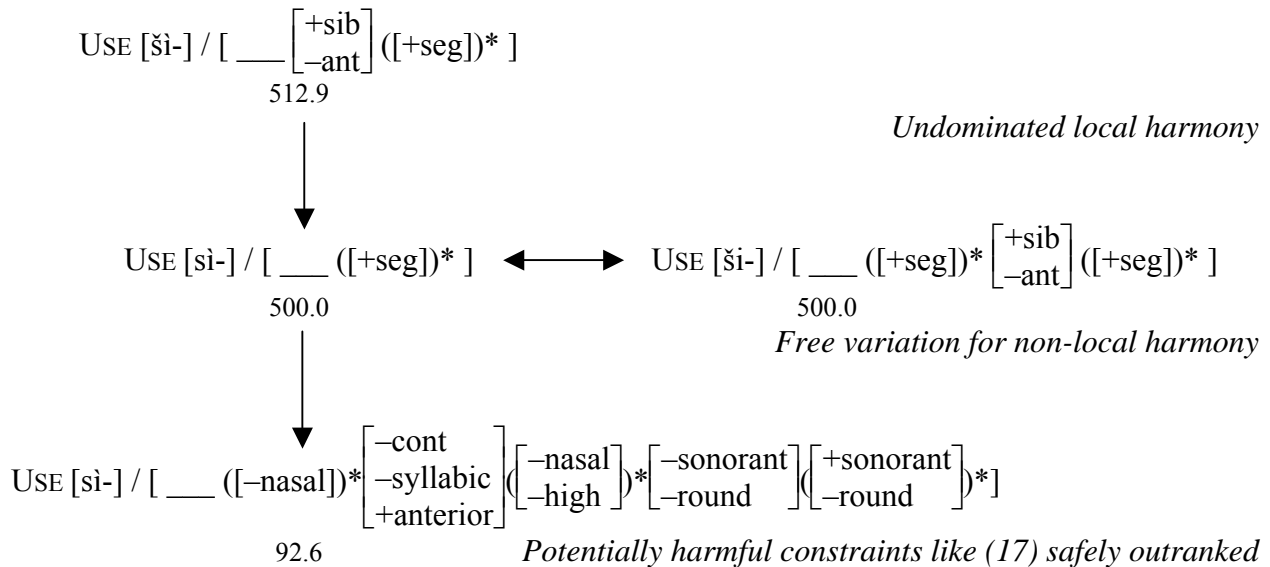 USE [šì-] / [ ___ [+sib –ant] ([+seg])* ]
512.9
Undominated local harmony
USE [sì-] / [ ___ ([+seg])* ] USE [ši-] / [ ___ ([+seg])* [+sib –ant] ([+seg])* ]
500.0 500.0
Free variation for non-local harmony
USE [sì-] / [ ___ ([–nasal])* [–cont –syllabic +anterior] ([–nasal –high])* [–sonorant –round] ([+sonorant –round])*]
92.6 Potentially harmful constraints like (17) safely outranked